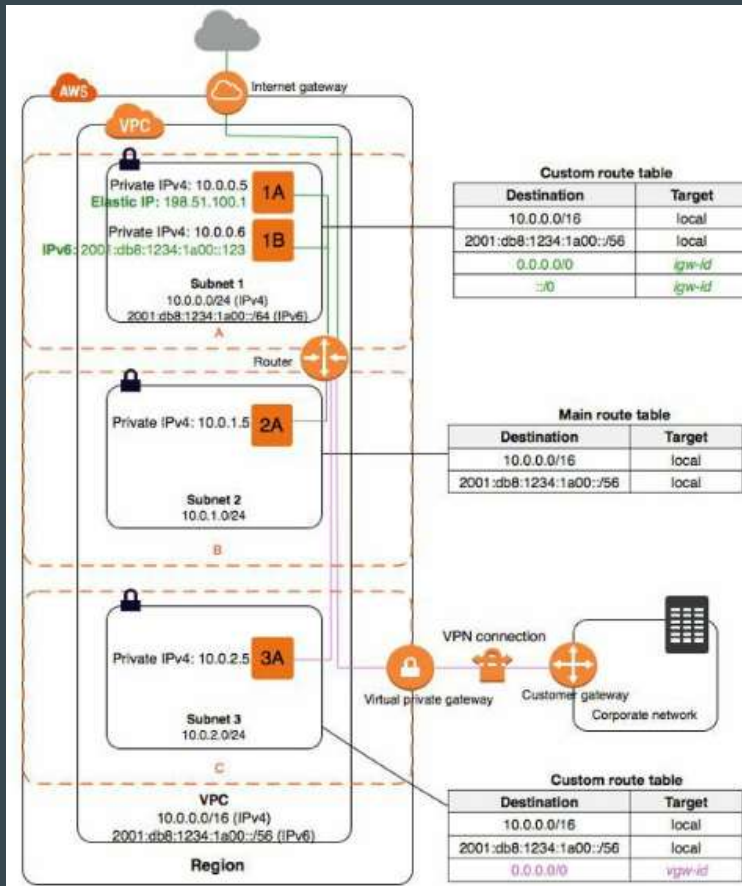 Internet gateway
AWS
VPC
Private IPv4: 10.0.0.5
Elastic IP: 198.51.100.1
1A
Private IPv4: 10.0.0.6
IPv6: 2001:db8:1234:1a00::123
1B
Subnet 1
10.0.0.0/24 (IPv4)
2001:db8:1234:1a00::/64 (IPv6)
A
Custom route table
Destination Target
10.0.0.0/16 local
2001:db8:1234:1a00::/56 local
0.0.0.0/0 igw-id
::/0 igw-id
Router
Private IPv4: 10.0.1.5
2A
Subnet 2
10.0.1.0/24
B
Main route table
Destination Target
10.0.0.0/16 local
2001:db8:1234:1a00::/56 local
Private IPv4: 10.0.2.5
3A
Subnet 3
10.0.2.0/24
C
VPN connection
Virtual private gateway
Customer gateway
Corporate network
VPC
10.0.0.0/16 (IPv4)
2001:db8:1234:1a00::/56 (IPv6)
Region
Custom route table
Destination Target
10.0.0.0/16 local
2001:db8:1234:1a00::/56 local
0.0.0.0/0 vgw-id